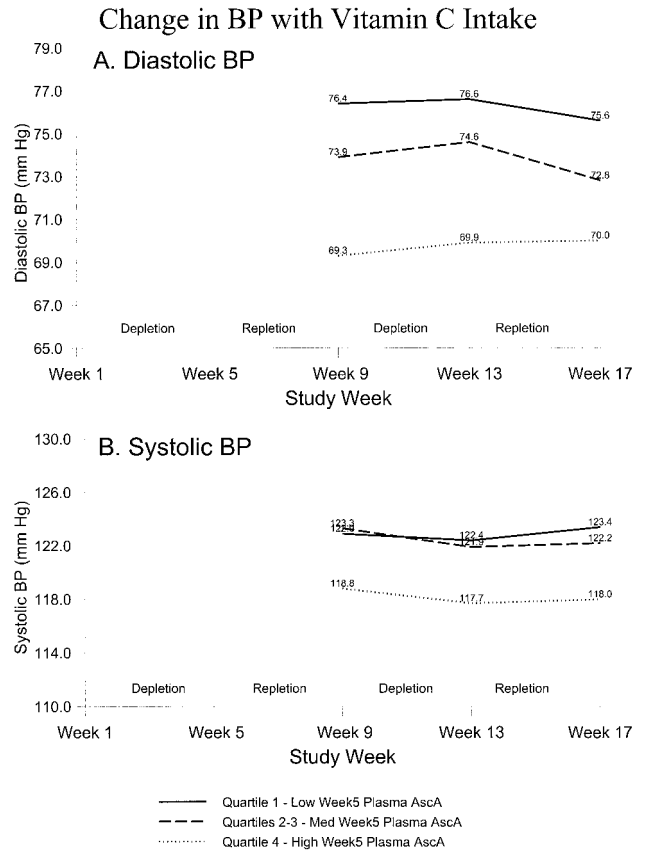 Change in BP with Vitamin C Intake
A. Diastolic BP
79.0
77.0
75.0
73.0
71.0
69.0
67.0
65.0
Diastolic BP (mm Hg)
76.4
76.6
75.6
73.9
74.6
72.8
69.3
69.9
70.0
Depletion Repletion Depletion Repletion
Week 1 Week 5 Week 9 Week 13 Week 17
Study Week
B. Systolic BP
130.0
126.0
122.0
118.0
114.0
110.0
Systolic BP (mm Hg)
123.3
122.4
123.4
121.9
122.2
118.8
117.7
118.0
Depletion Repletion Depletion Repletion
Week 1 Week 5 Week 9 Week 13 Week 17
Study Week
Quartile 1 - Low Week5 Plasma AscA
Quartiles 2-3 - Med Week5 Plasma AscA
Quartile 4 - High Week5 Plasma AscA